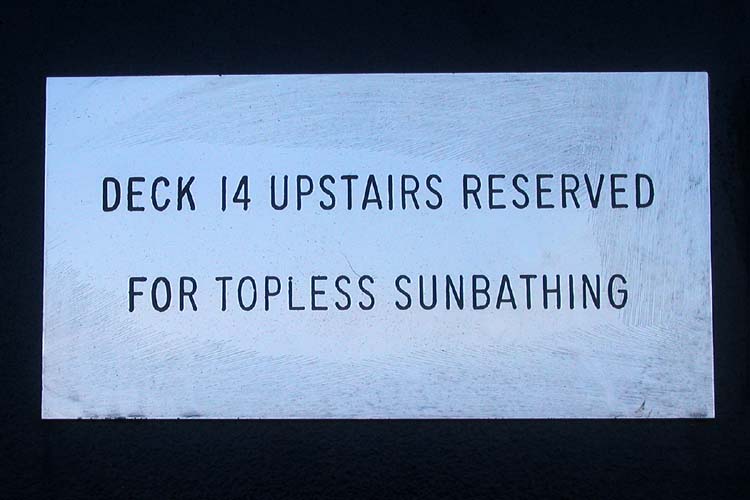 DECK 14 UPSTAIRS RESERVED
FOR TOPLESS SUNBATHING